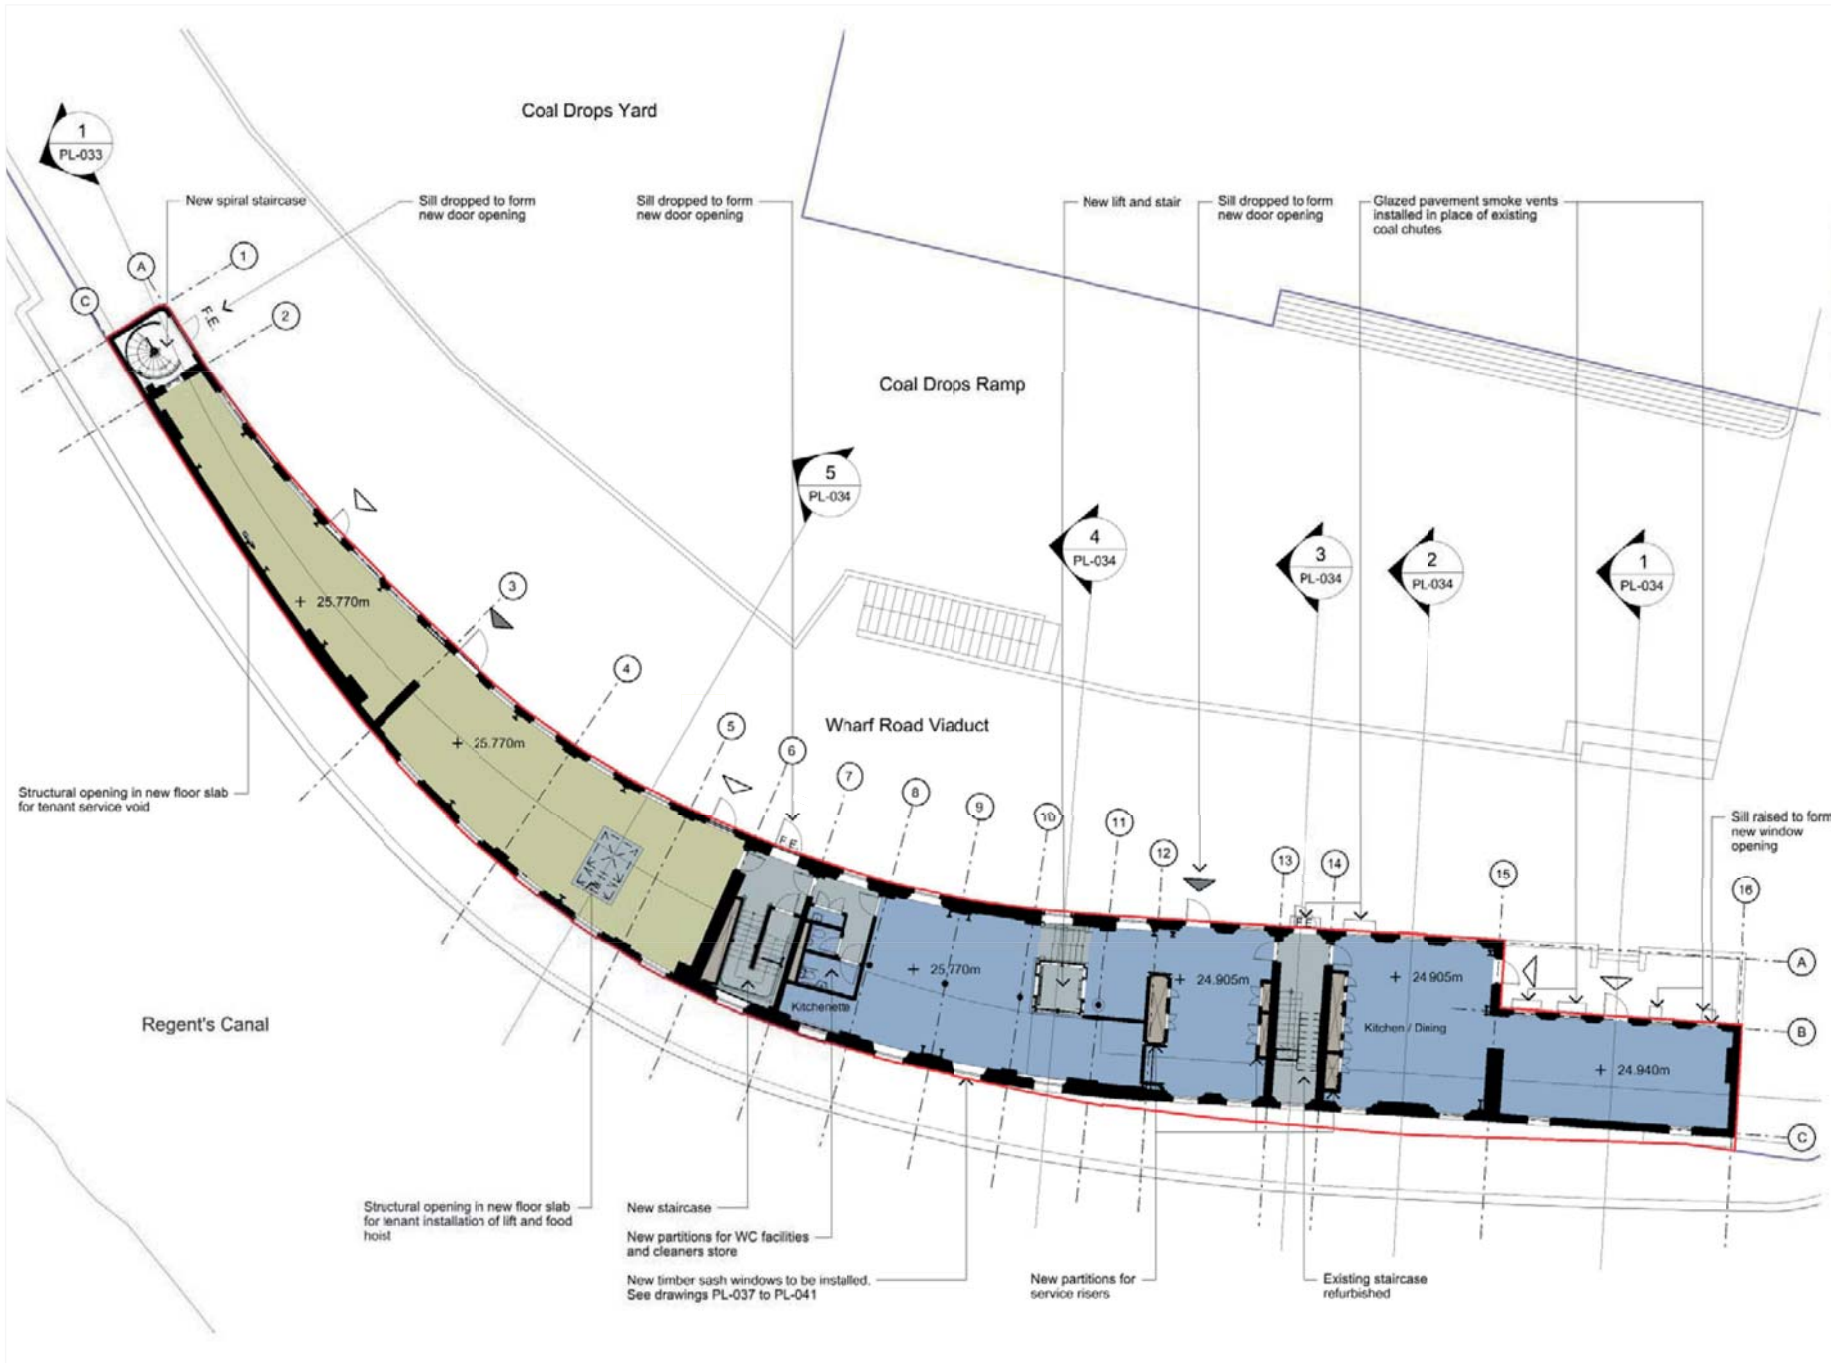 Coal Drops Yard
1
PL-033
New spiral staircase
Sill dropped to form
new door opening
Sill dropped to form
new door opening
New lift and stair
Sill dropped to form
new door opening
Glazed pavement smoke vents
installed in place of existing
coal chutes
A
1
C
F.E.
2
Coal Drops Ramp
5
PL-034
4
PL-034
3
PL-034
2
PL-034
1
PL-034
3
25.770m
4
5
6
7
8
9
10
11
12
13
14
15
16
Wharf Road Viaduct
25.770m
Structural opening in new floor slab
for tenant service void
Sill raised to form
new window
opening
F.E.
F.E.
A
25.770m
24.905m
24.905m
Kitchenette
Kitchen / Dining
B
Regent's Canal
24.940m
C
Structural opening in new floor slab
for tenant installation of lift and food
hoist
New staircase
New partitions for WC facilities
and cleaners store
New timber sash windows to be installed.
See drawings PL-037 to PL-041
New partitions for
service risers
Existing staircase
refurbished